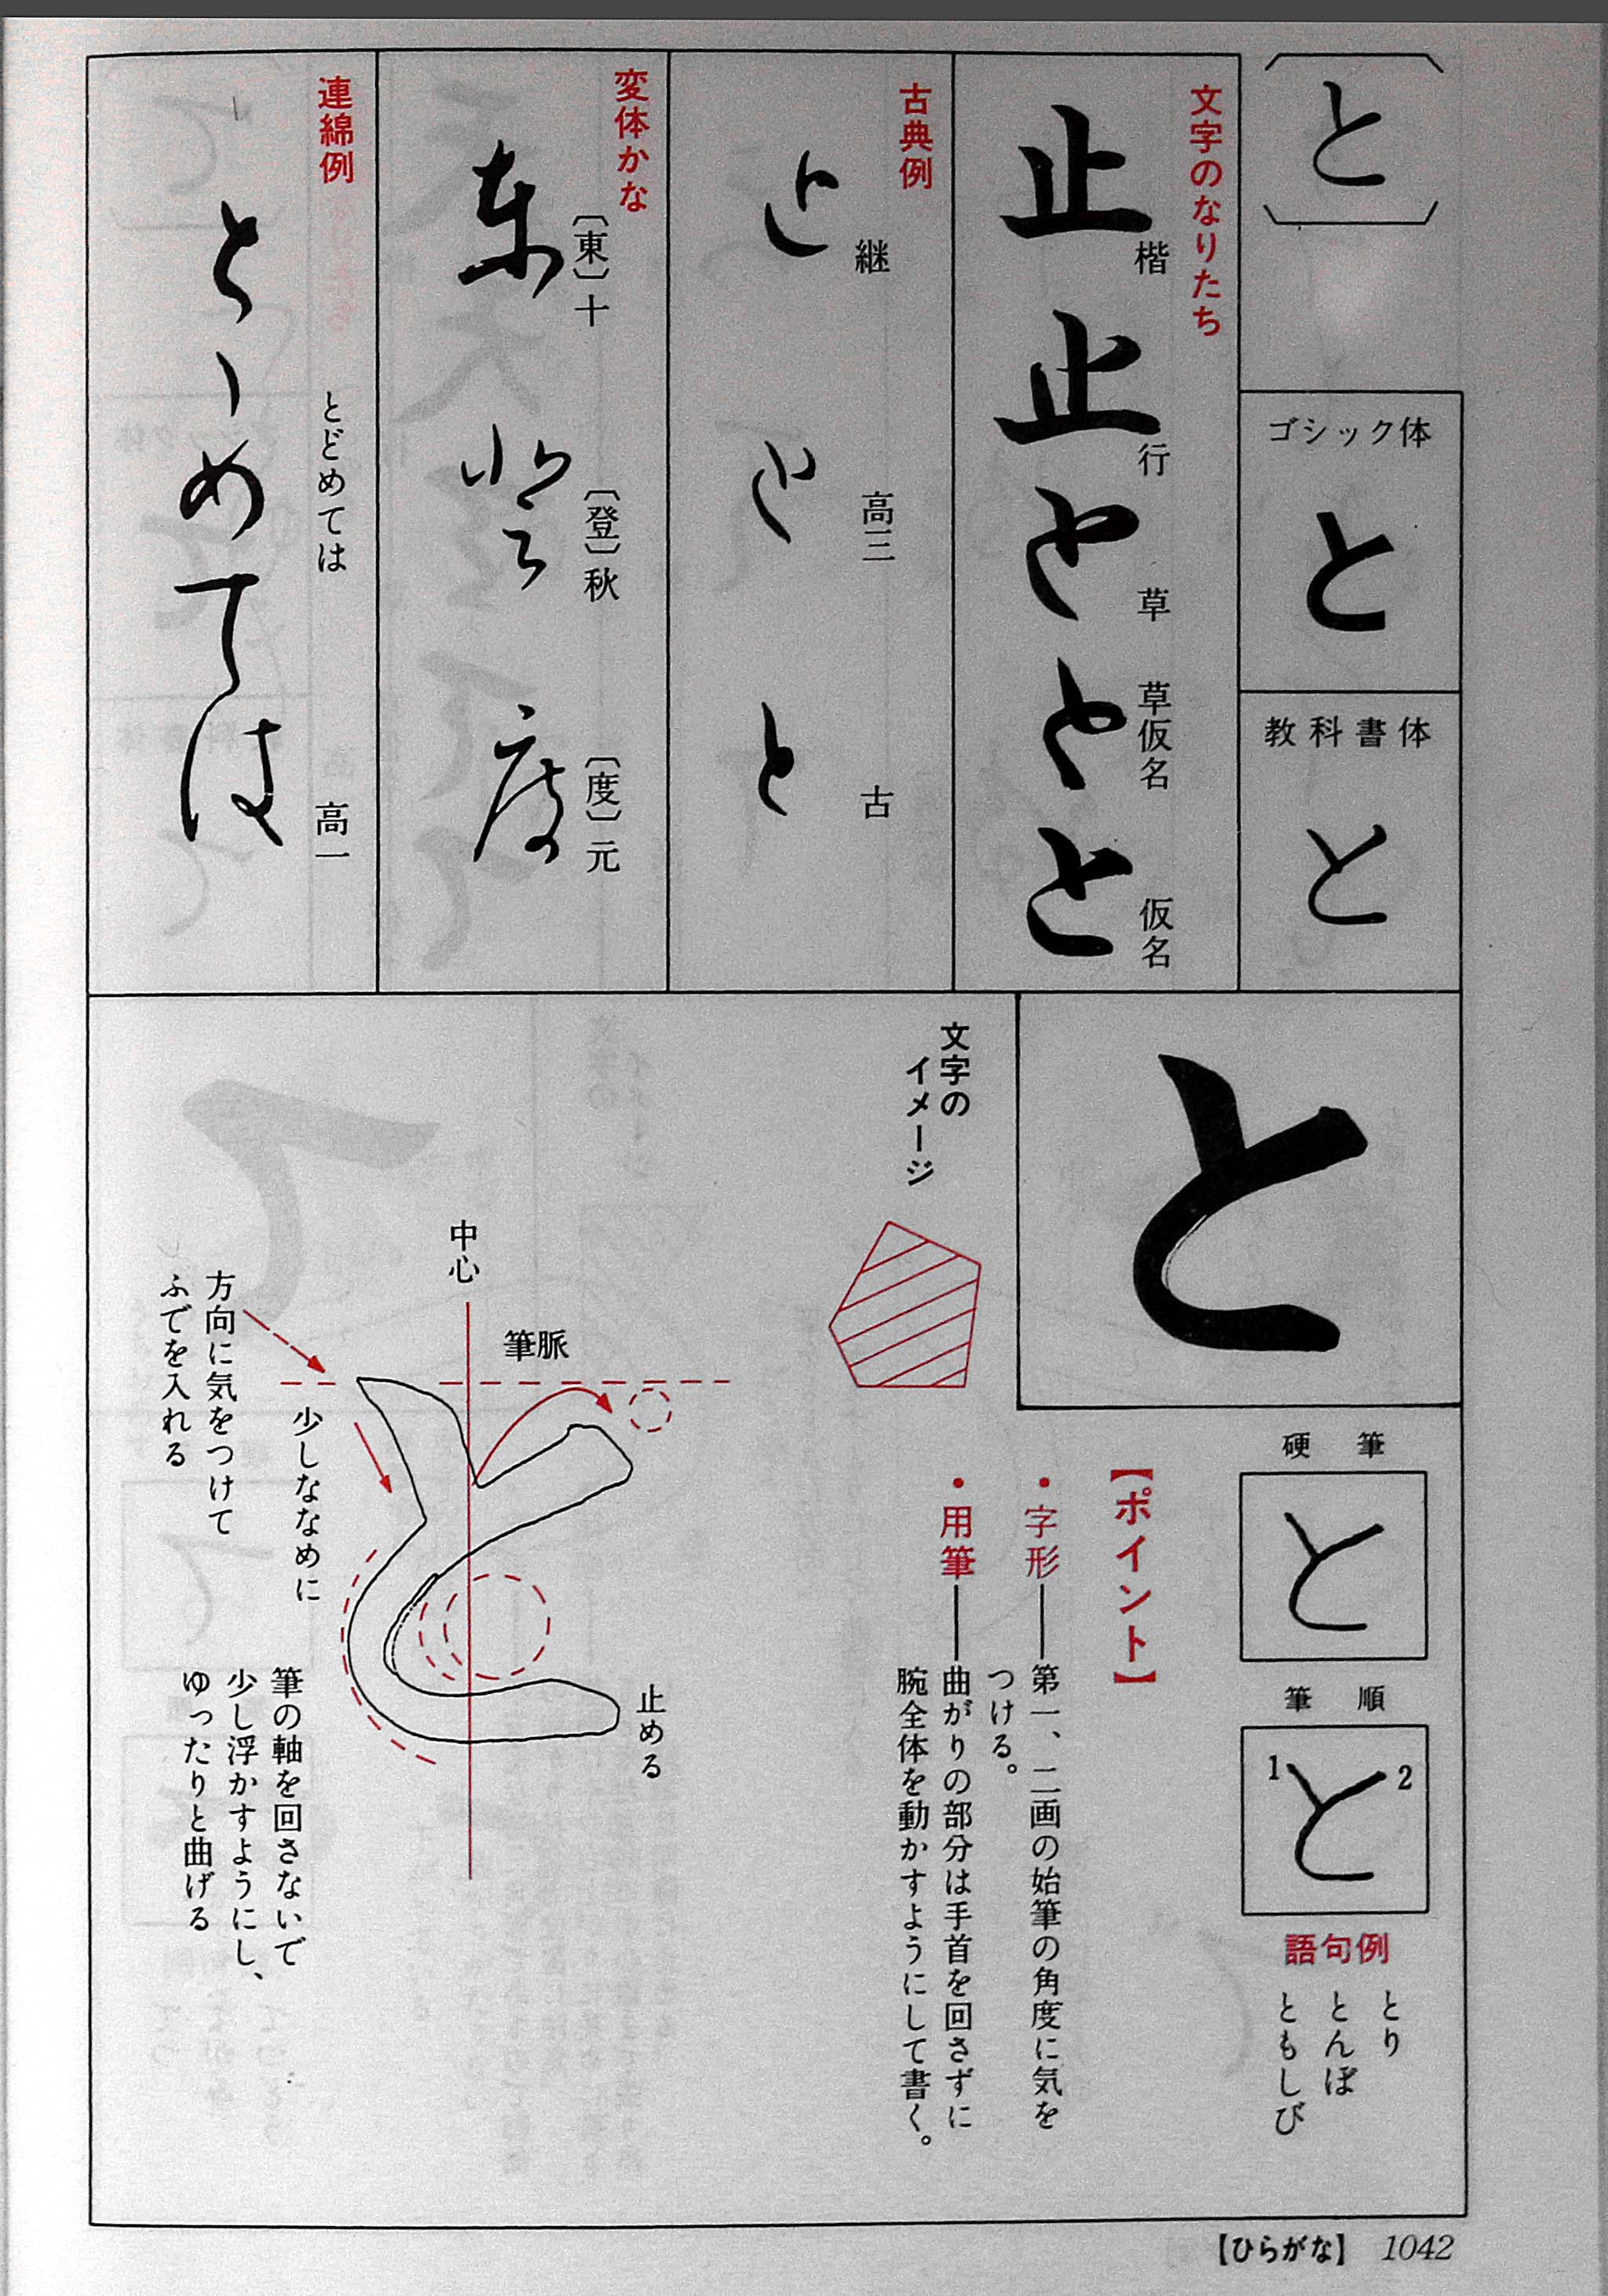 と
ゴシック体
と
教科書体
と
文字のなりたち
止 楷
止 行
と 草
と 草仮名
と 仮名
古典例
と 継
と 高三
と 古
変体かな
〔東〕十
〔登〕秋
〔度〕元
連綿例
とどめては 高一
とゝめては
と
硬筆
と
筆順
1 と 2
語句例
とり
とんぼ
ともしび
文字の
イメージ
【ポイント】
・字形——第一、二画の始筆の角度に気を
つける。
・用筆——曲がりの部分は手首を回さずに
腕全体を動かすようにして書く。
中心
筆脈
方向に気をつけて
ふでを入れる
少しななめに
止める
筆の軸を回さないで
少し浮かすようにし、
ゆったりと曲げる
【ひらがな】 1042